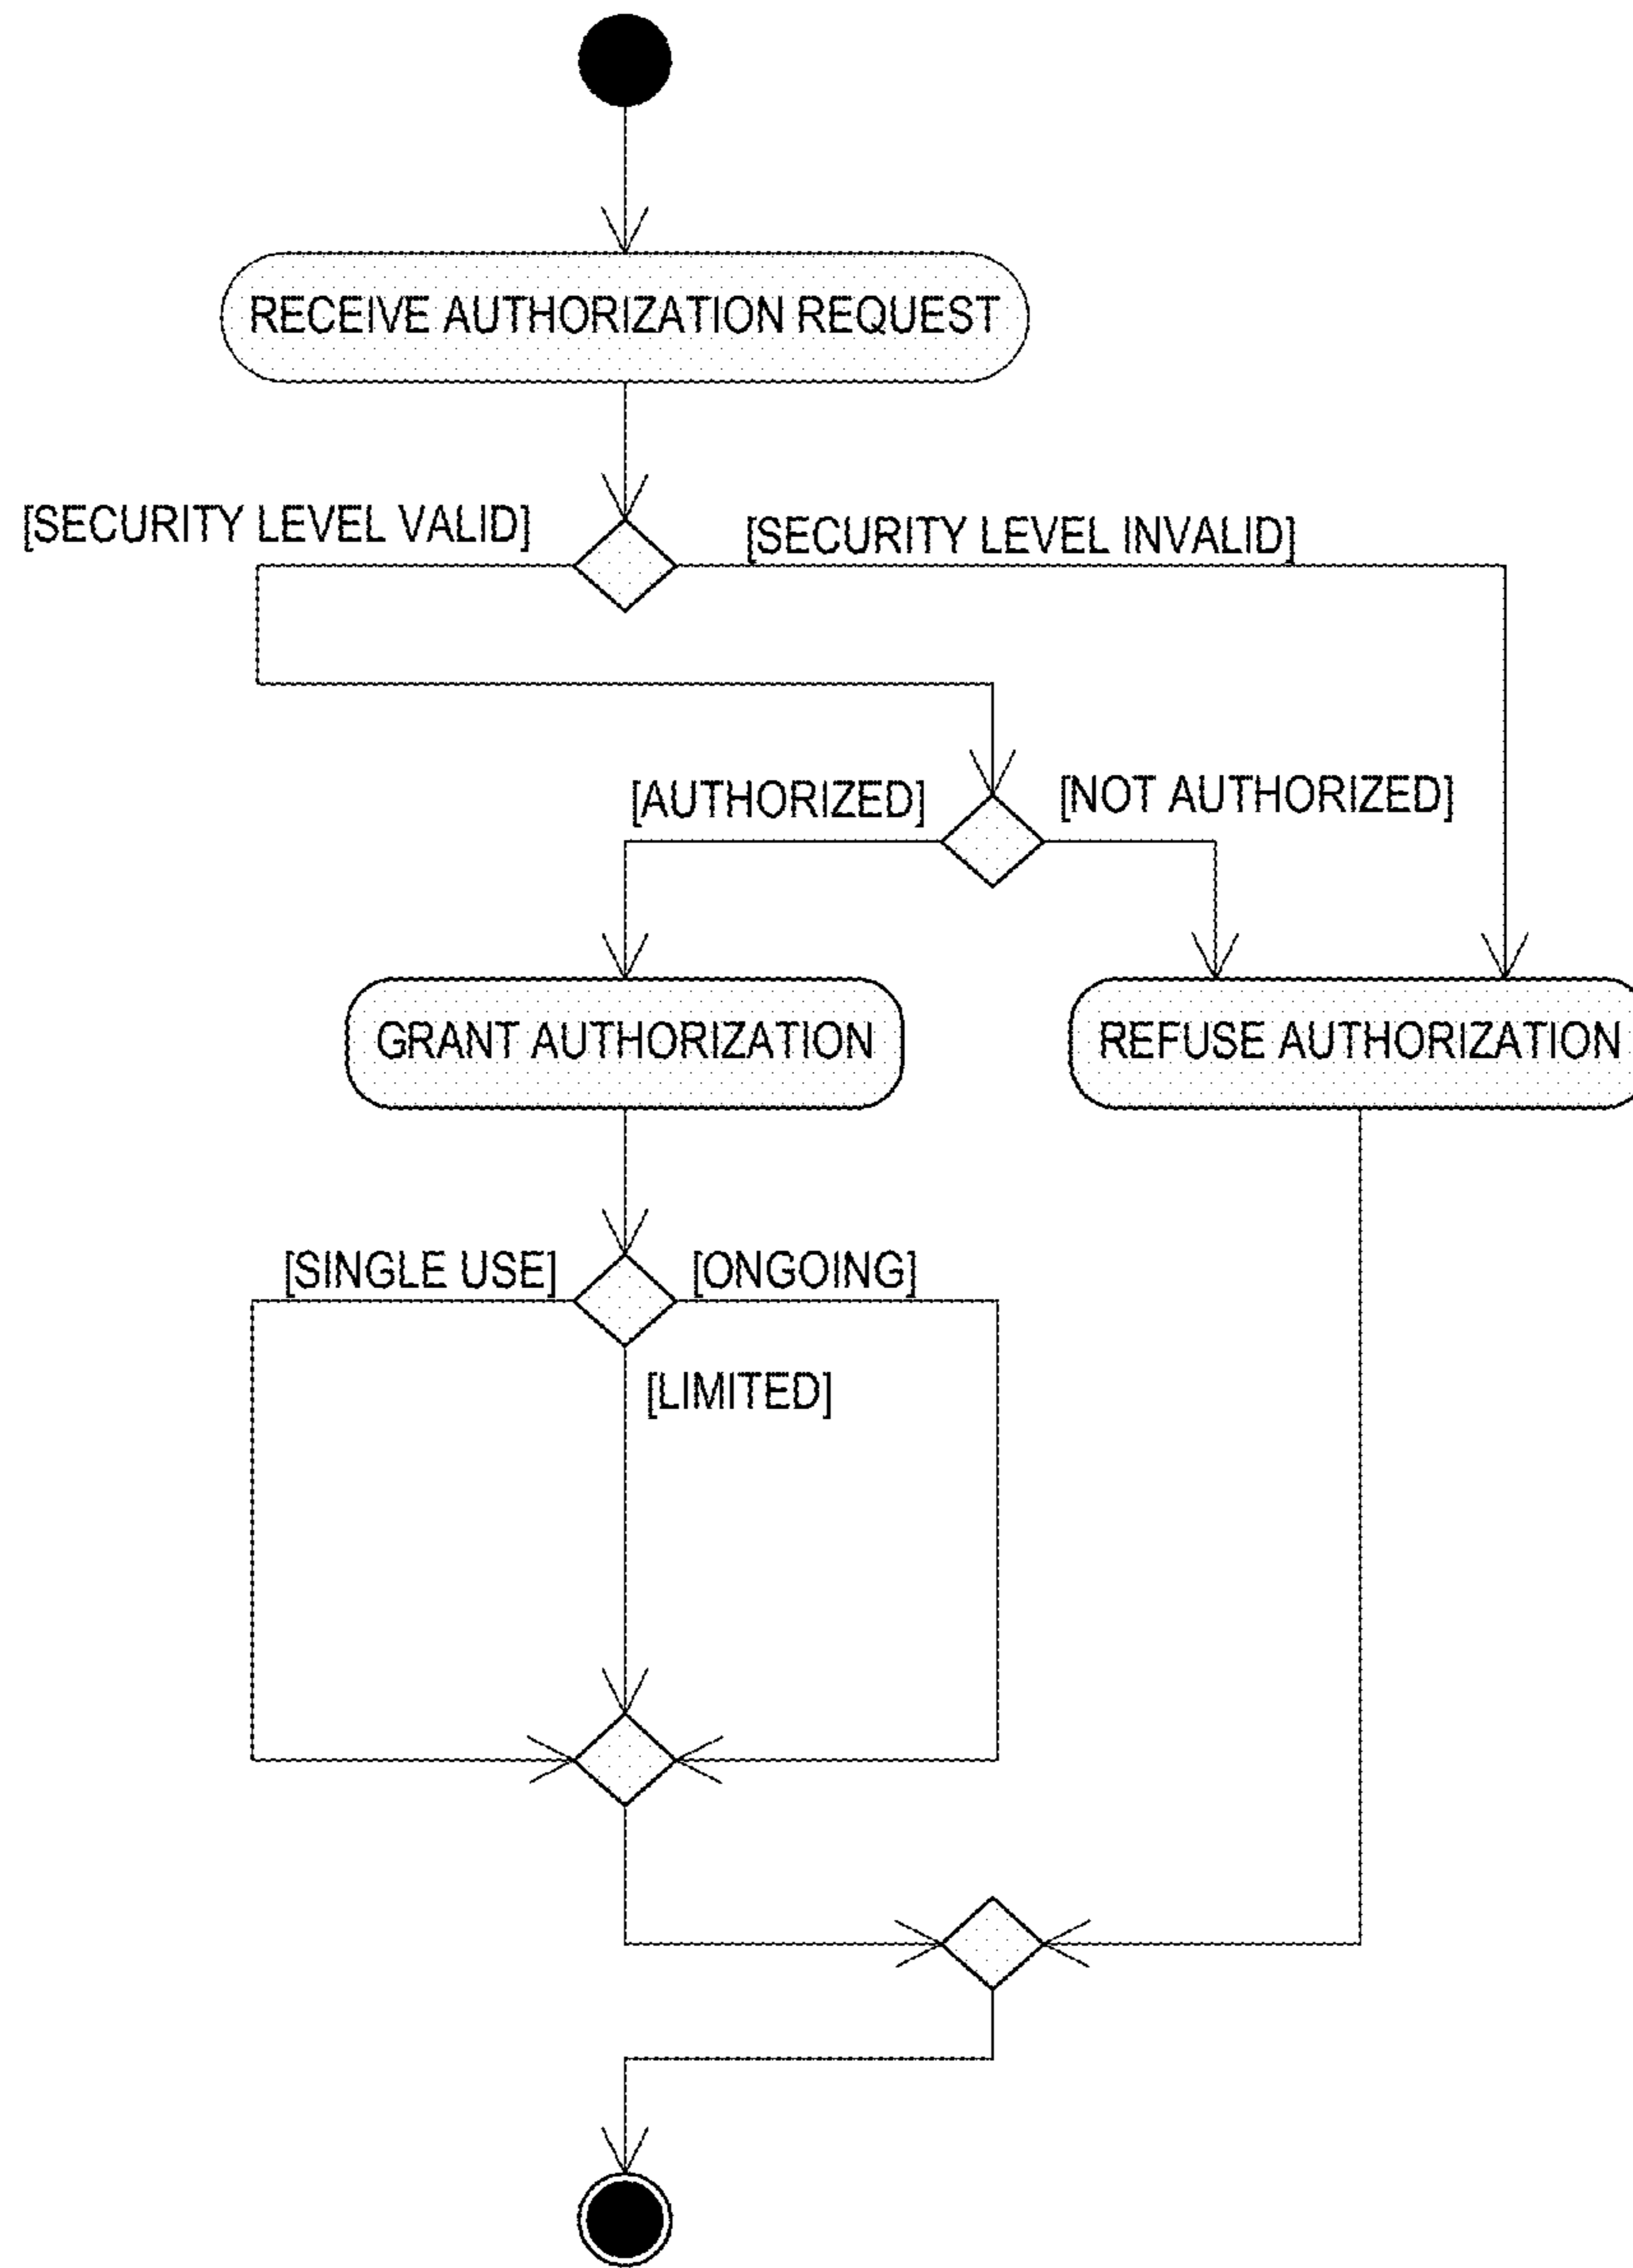 RECEIVE AUTHORIZATION REQUEST
[SECURITY LEVEL VALID]
[SECURITY LEVEL INVALID]
[AUTHORIZED]
[NOT AUTHORIZED]
GRANT AUTHORIZATION
REFUSE AUTHORIZATION
[SINGLE USE]
[ONGOING]
[LIMITED]